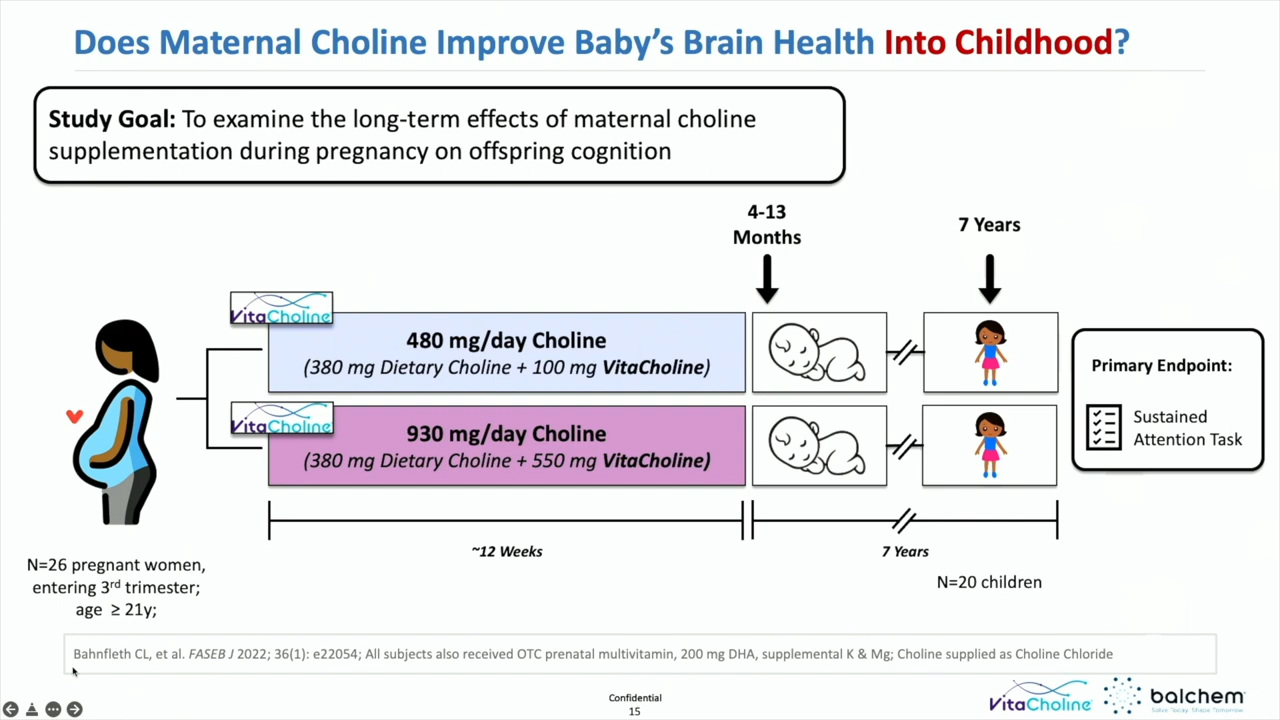 Does Maternal Choline Improve Baby's Brain Health Into Childhood?
Study Goal: To examine the long-term effects of maternal choline
supplementation during pregnancy on offspring cognition
4-13
Months
7 Years
VitaCholine
480 mg/day Choline
(380 mg Dietary Choline + 100 mg VitaCholine)
VitaCholine
930 mg/day Choline
(380 mg Dietary Choline + 550 mg VitaCholine)
Primary Endpoint:
Sustained
Attention Task
~12 Weeks
7 Years
N=26 pregnant women,
entering 3rd trimester;
age ≥ 21y;
N=20 children
Bahnfleth CL, et al. FASEB J 2022; 36(1): e22054; All subjects also received OTC prenatal multivitamin, 200 mg DHA, supplemental K & Mg; Choline supplied as Choline Chloride
Confidential
15
VitaCholine
balchem
Solve Today. Shape Tomorrow.